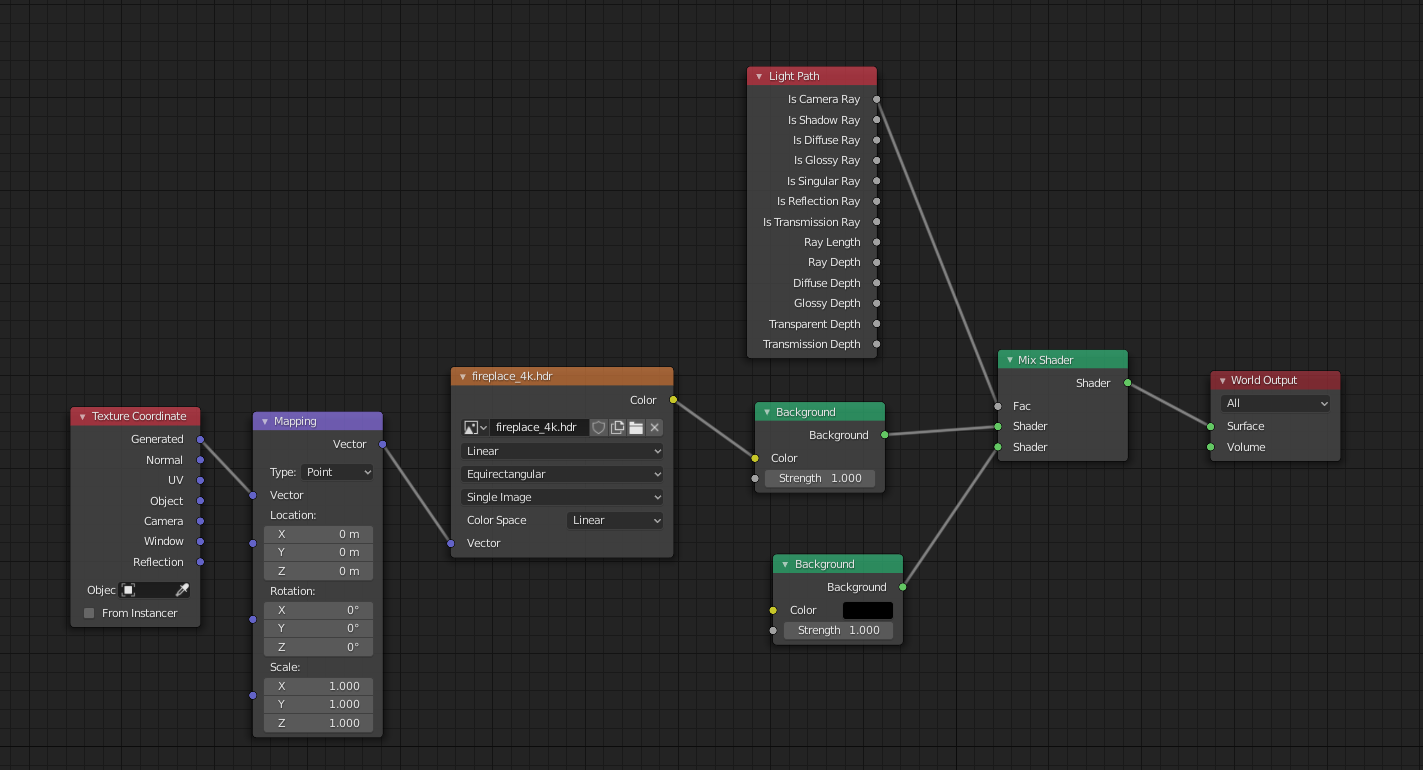 Light Path
Is Camera Ray
Is Shadow Ray
Is Diffuse Ray
Is Glossy Ray
Is Singular Ray
Is Reflection Ray
Is Transmission Ray
Ray Length
Ray Depth
Diffuse Depth
Glossy Depth
Transparent Depth
Transmission Depth
Texture Coordinate
Generated
Normal
UV
Object
Camera
Window
Reflection
Objec
From Instancer
Mapping
Vector
Type: Point
Vector
Location:
X 0 m
Y 0 m
Z 0 m
Rotation:
X 0°
Y 0°
Z 0°
Scale:
X 1.000
Y 1.000
Z 1.000
fireplace_4k.hdr
Color
fireplace_4k.hdr
Linear
Equirectangular
Single Image
Color Space Linear
Vector
Background
Background
Color
Strength 1.000
Background
Background
Color
Strength 1.000
Mix Shader
Shader
Fac
Shader
Shader
World Output
All
Surface
Volume